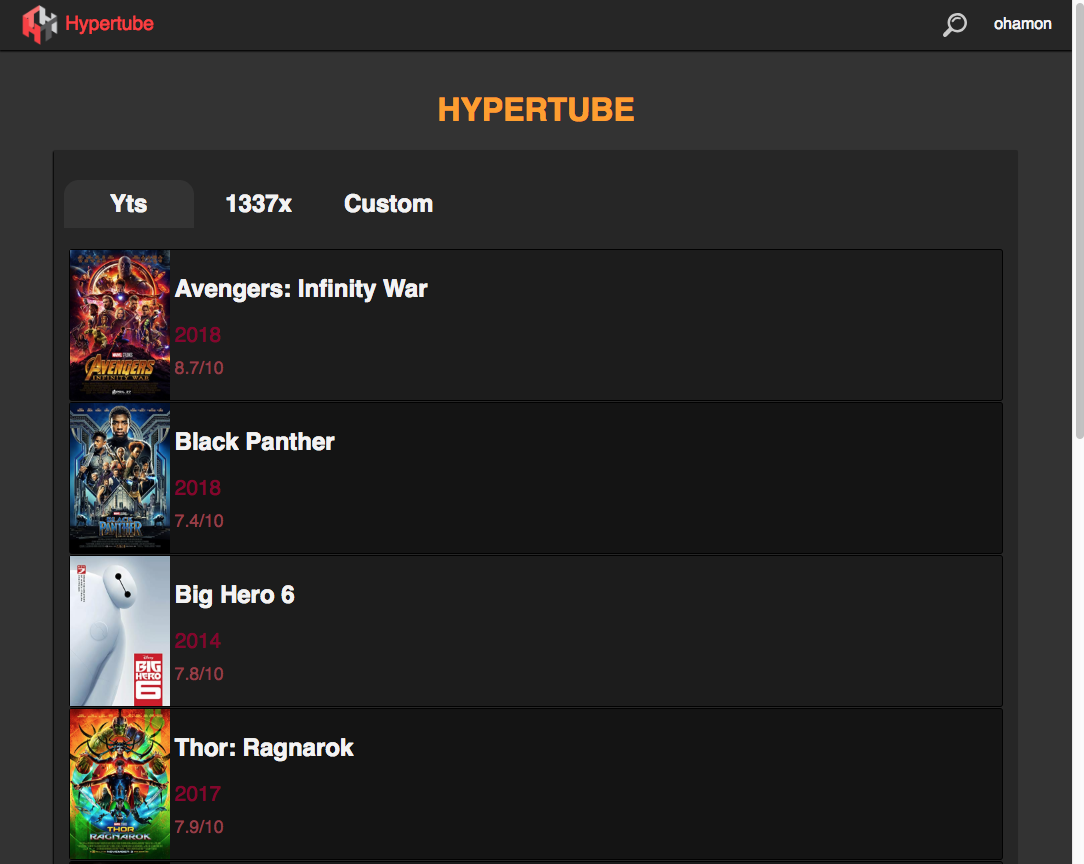 Hypertube
ohamon
HYPERTUBE
Yts 1337x Custom
Avengers: Infinity War
2018
8.7/10
AVENGERS
INFINITY WAR
Black Panther
2018
7.4/10
BLACK
PANTHER
Big Hero 6
2014
7.8/10
BIG
HERO
6
Thor: Ragnarok
2017
7.9/10
THOR
RAGNAROK